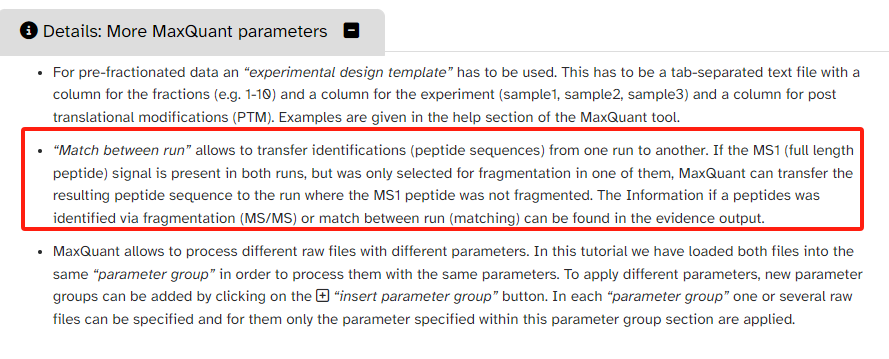 Details: More MaxQuant parameters
• For pre-fractionated data an “experimental design template” has to be used. This has to be a tab-separated text file with a
column for the fractions (e.g. 1-10) and a column for the experiment (sample1, sample2, sample3) and a column for post
translational modifications (PTM). Examples are given in the help section of the MaxQuant tool.
• “Match between run” allows to transfer identifications (peptide sequences) from one run to another. If the MS1 (full length
peptide) signal is present in both runs, but was only selected for fragmentation in one of them, MaxQuant can transfer the
resulting peptide sequence to the run where the MS1 peptide was not fragmented. The Information if a peptides was
identified via fragmentation (MS/MS) or match between run (matching) can be found in the evidence output.
• MaxQuant allows to process different raw files with different parameters. In this tutorial we have loaded both files into the
same “parameter group” in order to process them with the same parameters. To apply different parameters, new parameter
groups can be added by clicking on the “insert parameter group” button. In each “parameter group” one or several raw
files can be specified and for them only the parameter specified within this parameter group section are applied.